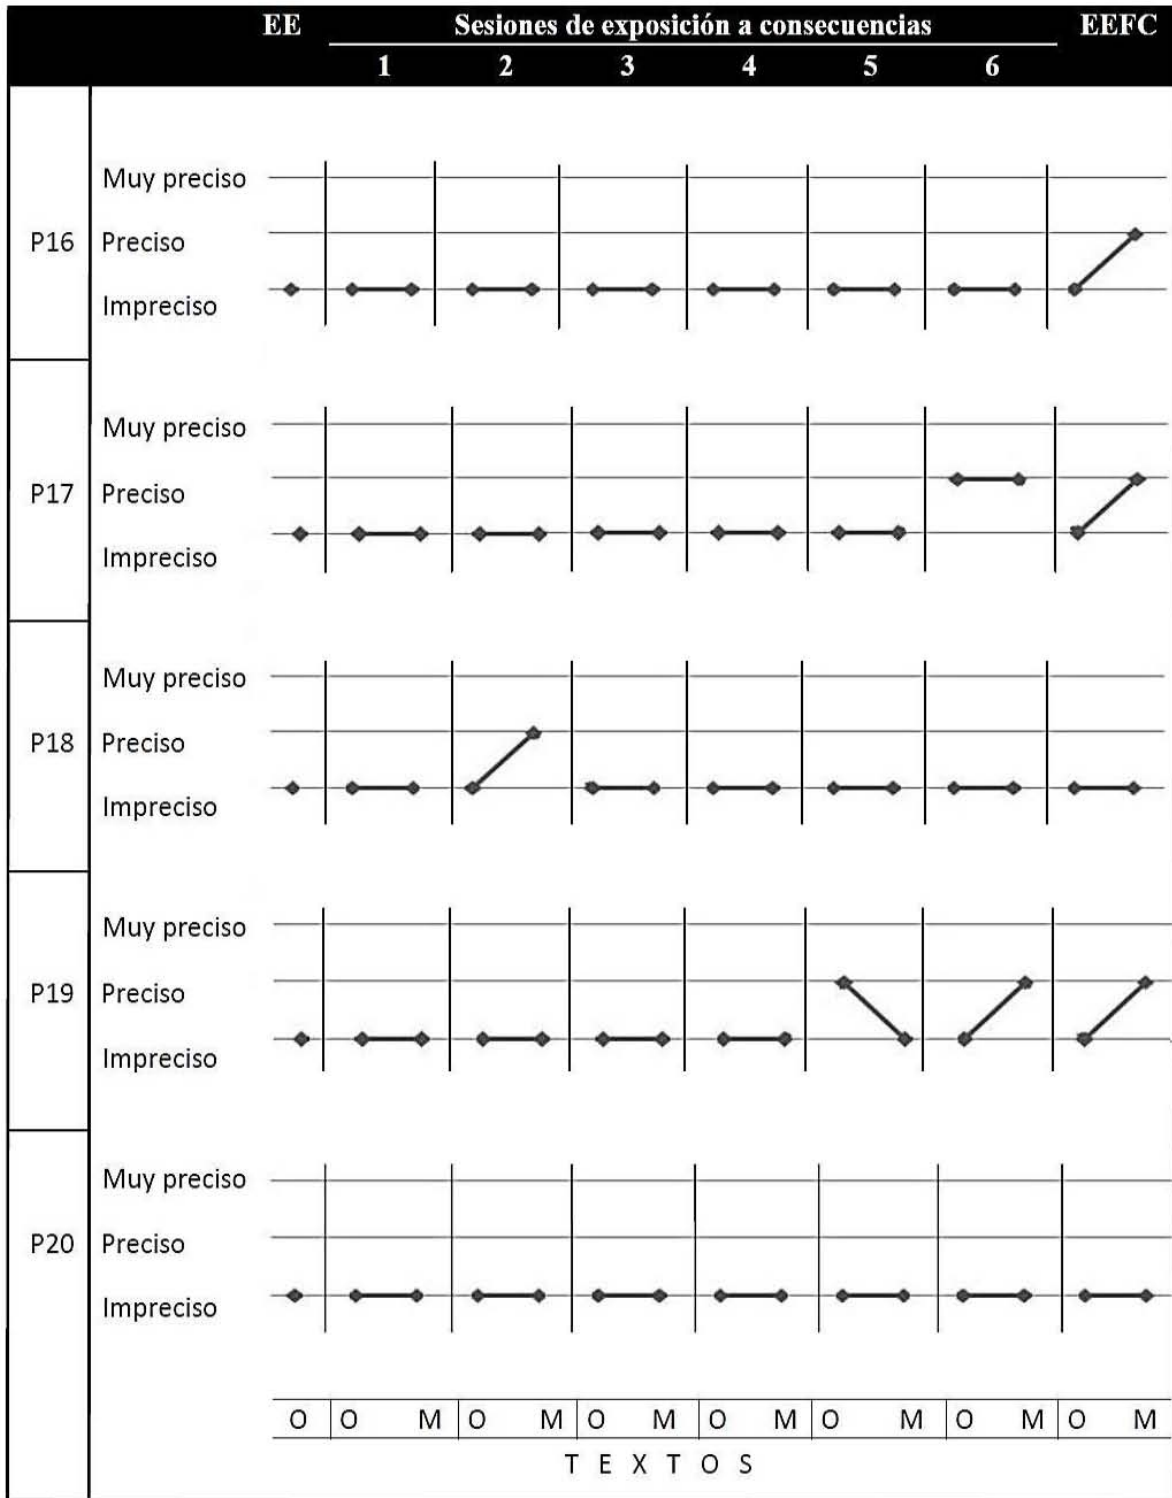 EE Sesiones de exposición a consecuencias EEFC
1 2 3 4 5 6
Muy preciso
P16 Preciso
Impreciso
Muy preciso
P17 Preciso
Impreciso
Muy preciso
P18 Preciso
Impreciso
Muy preciso
P19 Preciso
Impreciso
Muy preciso
P20 Preciso
Impreciso
O O M O M O M O M O M O M O M
T E X T O S